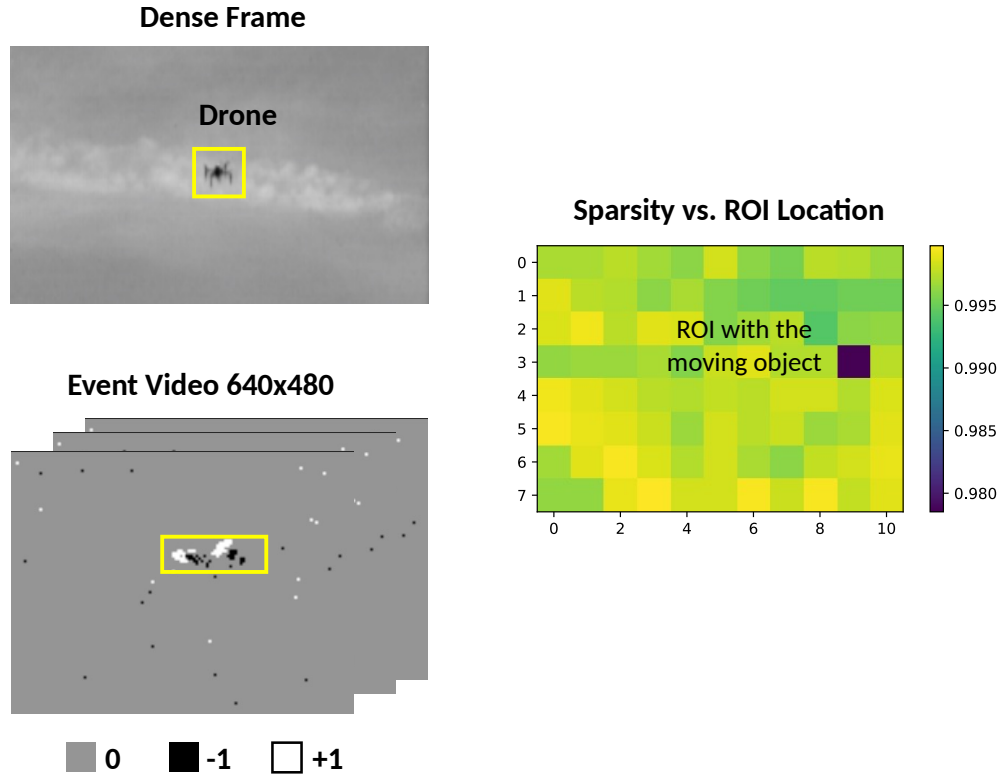 Dense Frame
Drone
Event Video 640x480
0 -1 +1
Sparsity vs. ROI Location
0
1
2
3
4
5
6
7
ROI with the
moving object
0 2 4 6 8 10
0.995
0.990
0.985
0.980